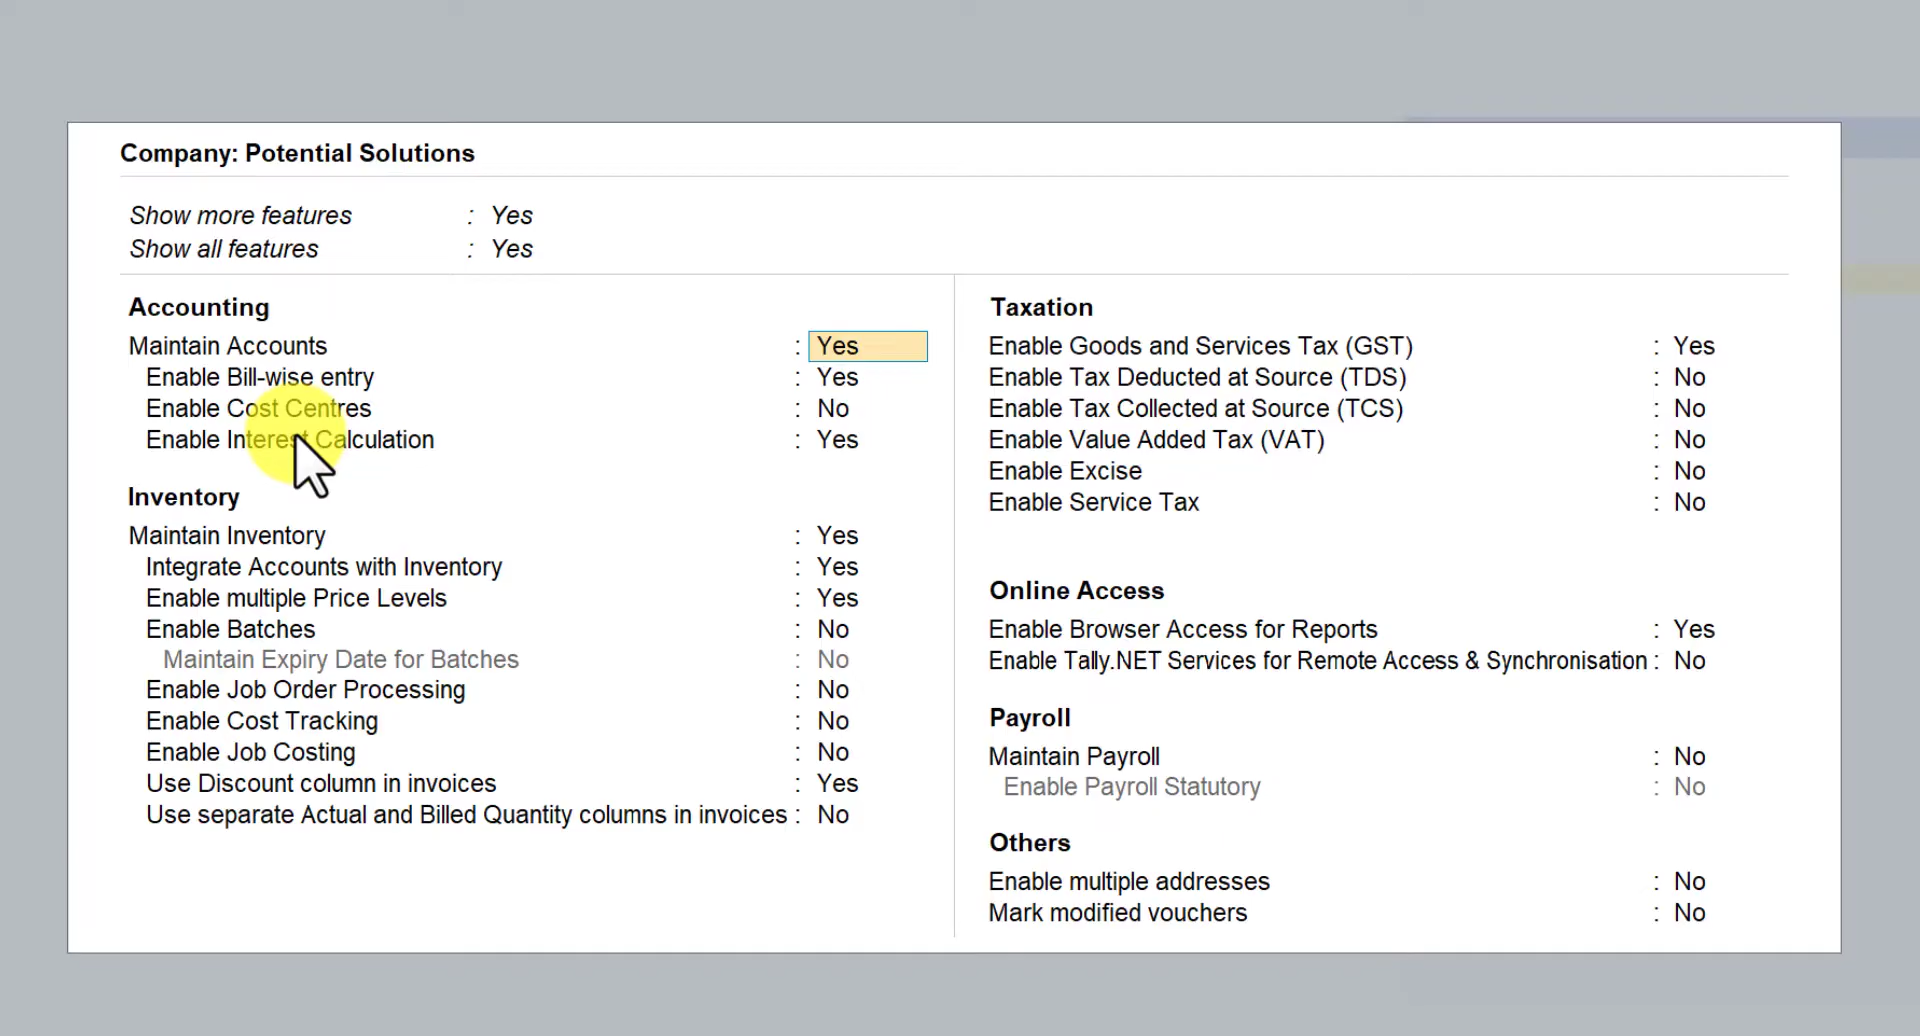 Company: Potential Solutions
Show more features : Yes
Show all features : Yes
Accounting
Maintain Accounts : Yes
Enable Bill-wise entry : Yes
Enable Cost Centres : No
Enable Interest Calculation : Yes
Inventory
Maintain Inventory : Yes
Integrate Accounts with Inventory : Yes
Enable multiple Price Levels : Yes
Enable Batches : No
Maintain Expiry Date for Batches : No
Enable Job Order Processing : No
Enable Cost Tracking : No
Enable Job Costing : No
Use Discount column in invoices : Yes
Use separate Actual and Billed Quantity columns in invoices : No
Taxation
Enable Goods and Services Tax (GST) : Yes
Enable Tax Deducted at Source (TDS) : No
Enable Tax Collected at Source (TCS) : No
Enable Value Added Tax (VAT) : No
Enable Excise : No
Enable Service Tax : No
Online Access
Enable Browser Access for Reports : Yes
Enable Tally.NET Services for Remote Access & Synchronisation : No
Payroll
Maintain Payroll : No
Enable Payroll Statutory : No
Others
Enable multiple addresses : No
Mark modified vouchers : No